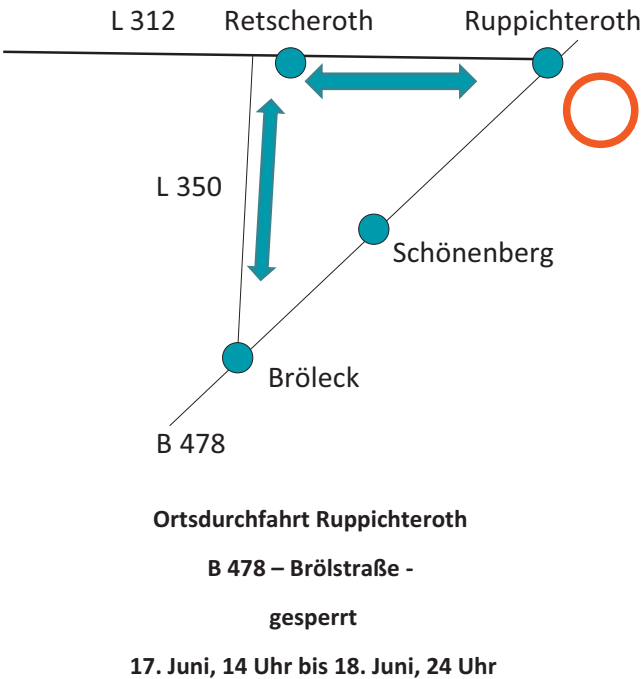 L 312 Retscheroth Ruppichteroth
L 350
Schönenberg
Bröleck
B 478
Ortsdurchfahrt Ruppichteroth
B 478 – Brölstraße -
gesperrt
17. Juni, 14 Uhr bis 18. Juni, 24 Uhr